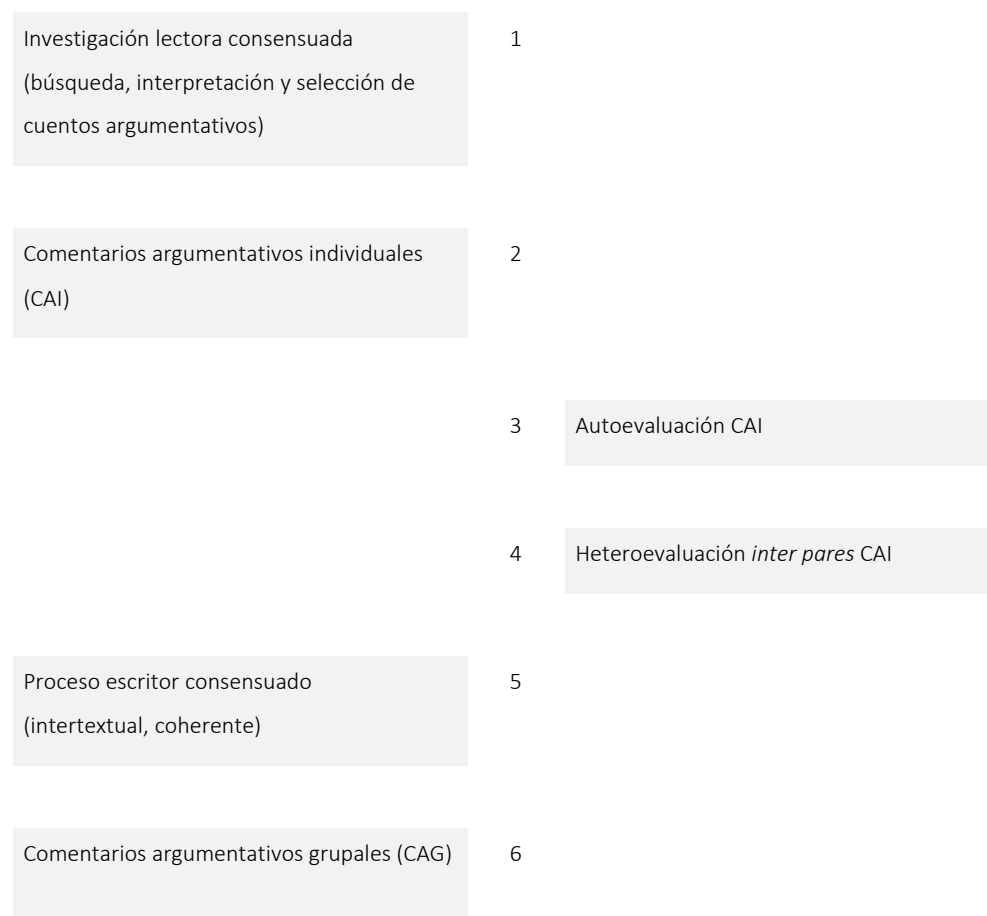 Investigación lectora consensuada 1
(búsqueda, interpretación y selección de
cuentos argumentativos)
Comentarios argumentativos individuales 2
(CAI)
3 Autoevaluación CAI
4 Heteroevaluación inter pares CAI
Proceso escritor consensuado 5
(intertextual, coherente)
Comentarios argumentativos grupales (CAG) 6